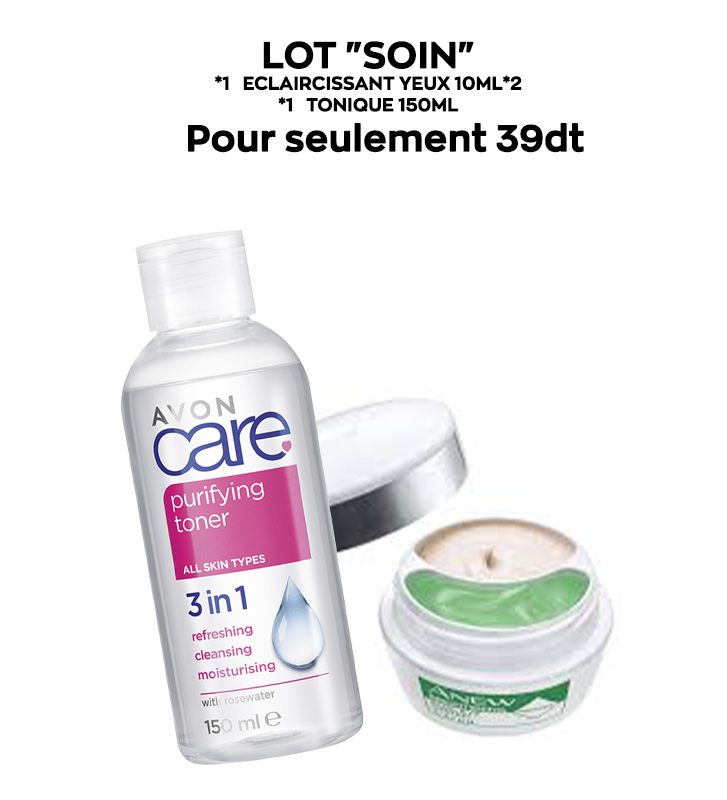 LOT "SOIN"
*1 ECLAIRCISSANT YEUX 10ML*2
*1 TONIQUE 150ML
Pour seulement 39dt
AVON
care
purifying
toner
ALL SKIN TYPES
3 in 1
refreshing
cleansing
moisturising
with rosewater
150 ml e
ANEW